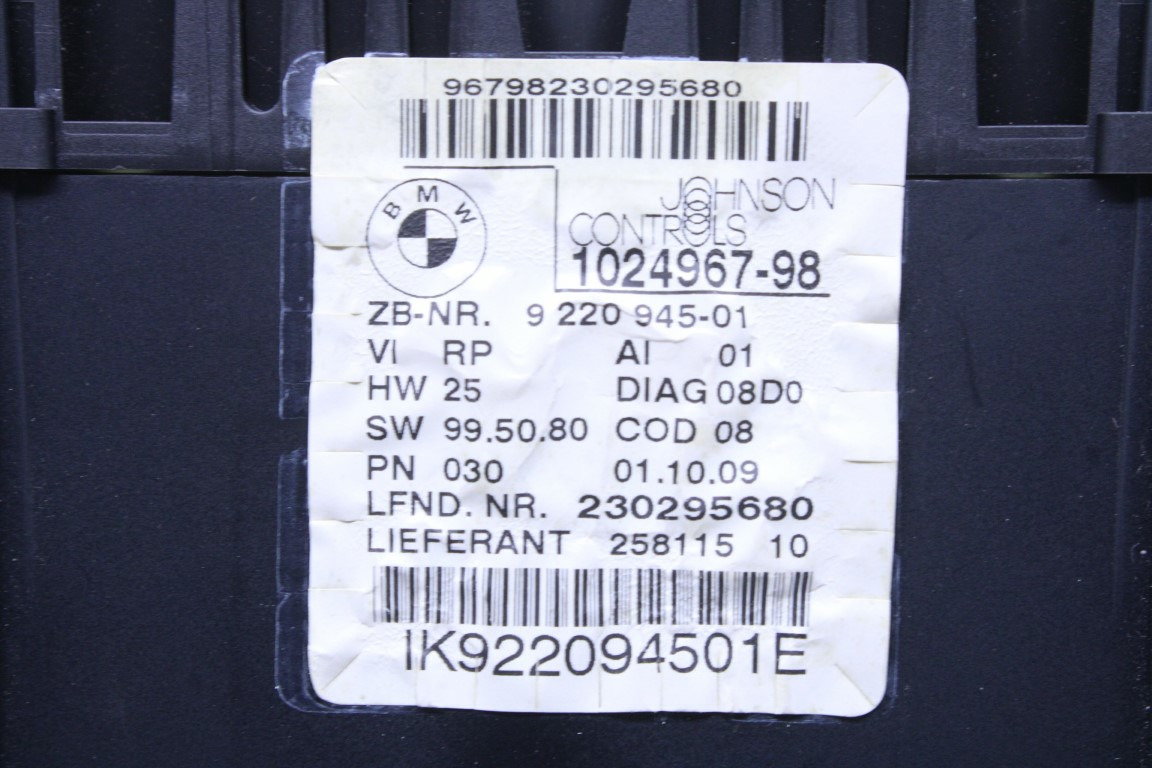 96798230295680
BMW
JOHNSON
CONTROLS
1024967-98
ZB-NR. 9 220 945-01
VI RP AI 01
HW 25 DIAG 08D0
SW 99.50.80 COD 08
PN 030 01.10.09
LFND. NR. 230295680
LIEFERANT 258115 10
IK922094501E